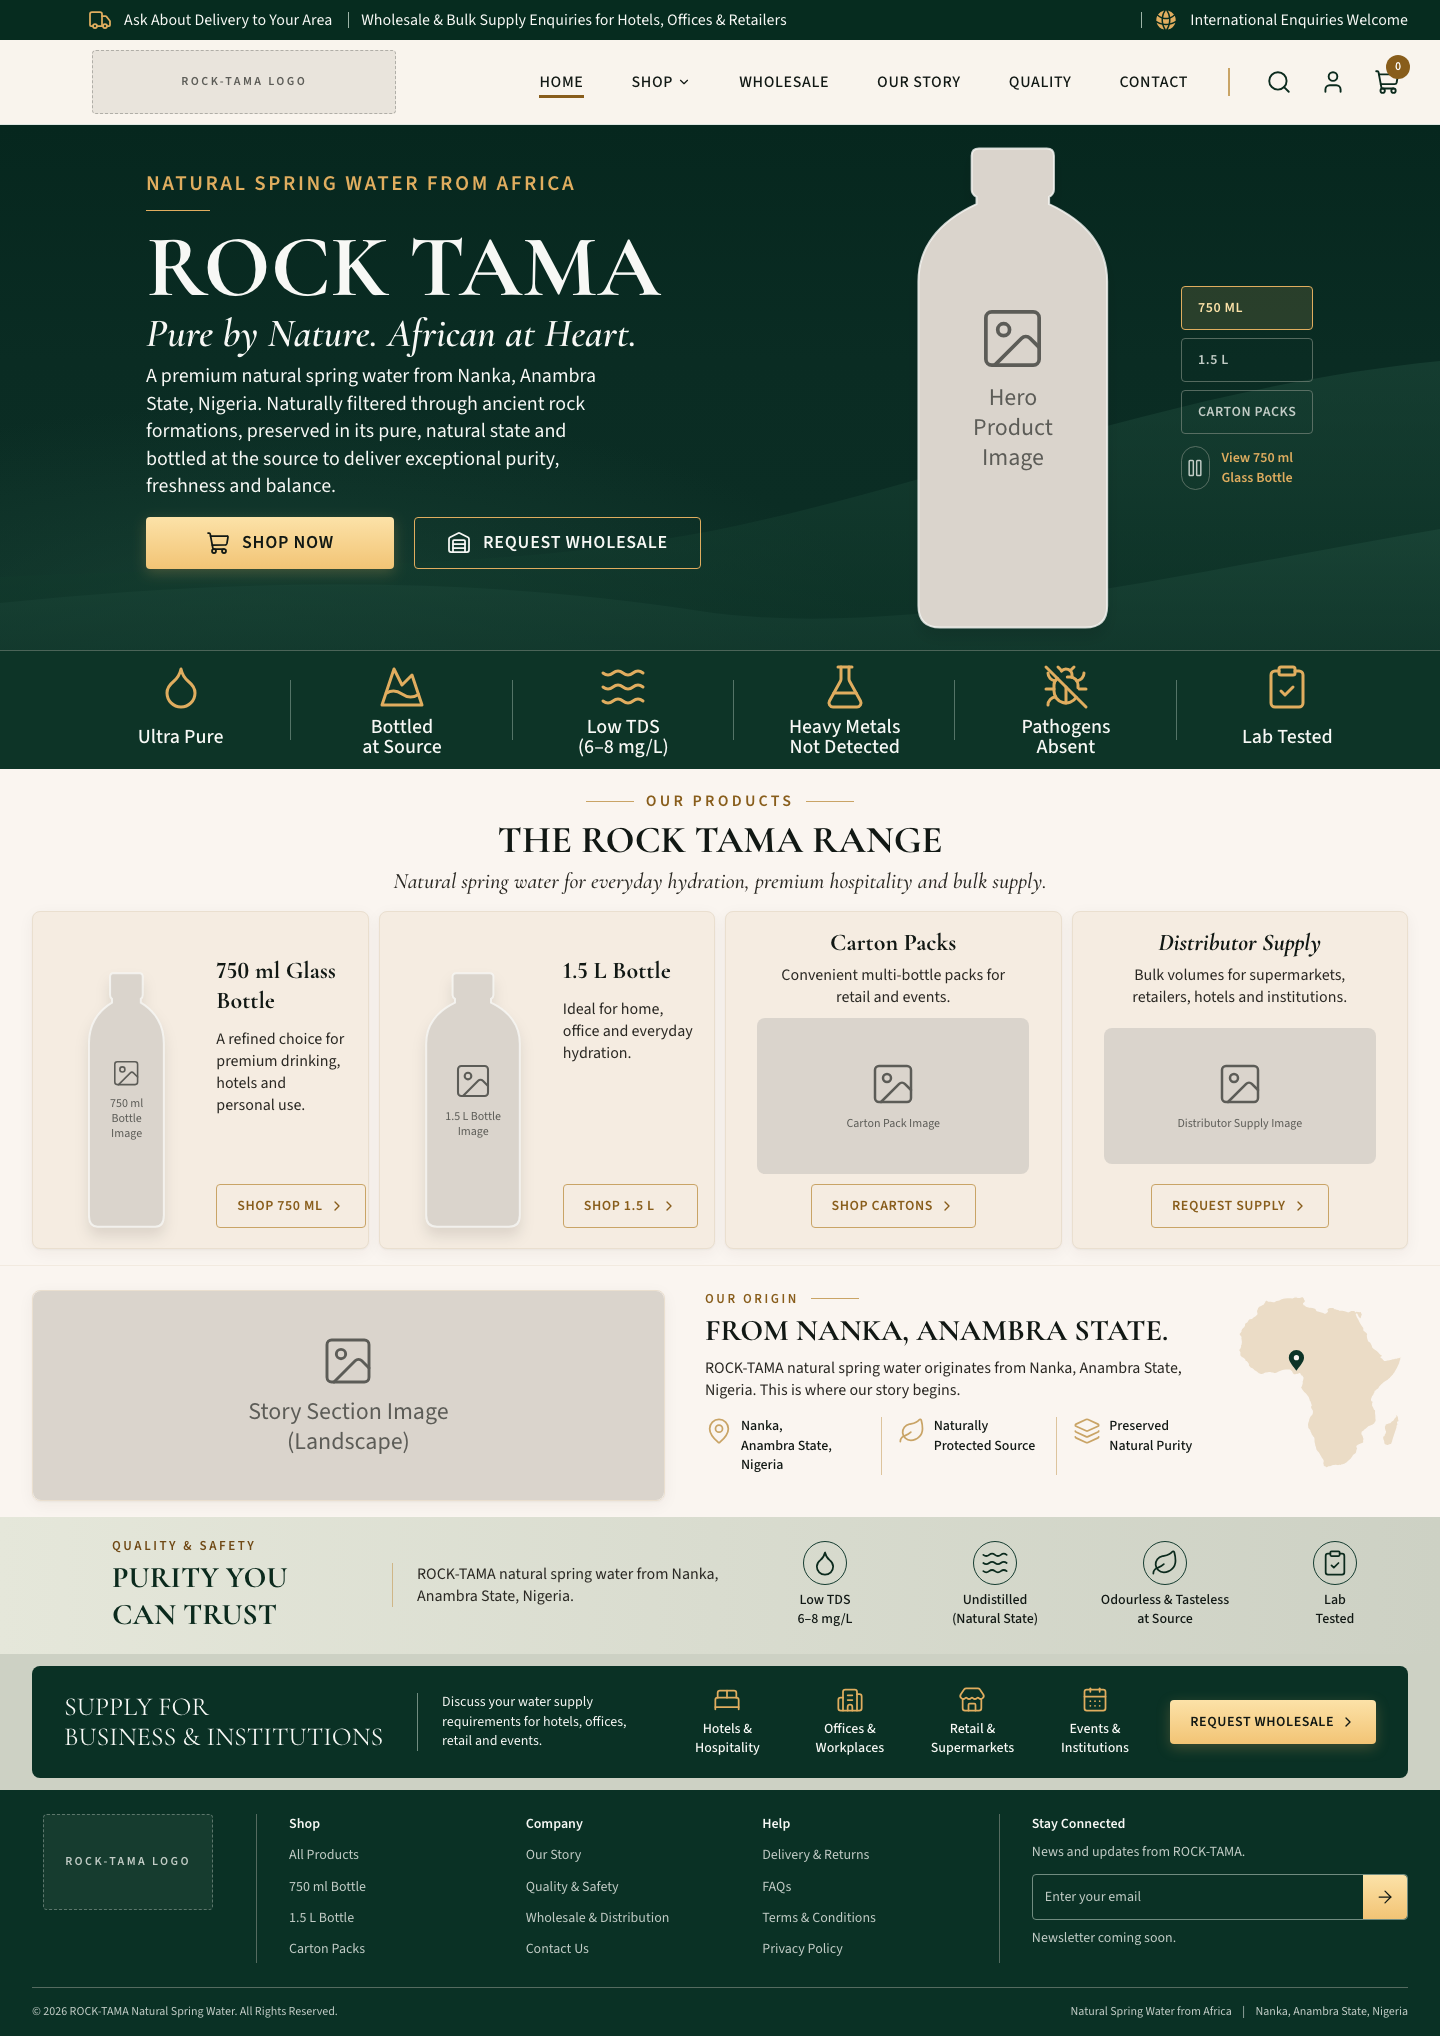 Ask About Delivery to Your Area
Wholesale & Bulk Supply Enquiries for Hotels, Offices & Retailers
International Enquiries Welcome
ROCK-TAMA LOGO
HOME
SHOP
WHOLESALE
OUR STORY
QUALITY
CONTACT
0
NATURAL SPRING WATER FROM AFRICA
ROCK TAMA
Pure by Nature. African at Heart.
A premium natural spring water from Nanka, Anambra
State, Nigeria. Naturally filtered through ancient rock
formations, preserved in its pure, natural state and
bottled at the source to deliver exceptional purity,
freshness and balance.
SHOP NOW
REQUEST WHOLESALE
Hero
Product
Image
750 ML
1.5 L
CARTON PACKS
View 750 ml
Glass Bottle
Ultra Pure
Bottled
at Source
Low TDS
(6–8 mg/L)
Heavy Metals
Not Detected
Pathogens
Absent
Lab Tested
OUR PRODUCTS
THE ROCK TAMA RANGE
Natural spring water for everyday hydration, premium hospitality and bulk supply.
750 ml
Bottle
Image
750 ml Glass
Bottle
A refined choice for
premium drinking,
hotels and
personal use.
SHOP 750 ML
1.5 L Bottle
Image
1.5 L Bottle
Ideal for home,
office and everyday
hydration.
SHOP 1.5 L
Carton Packs
Convenient multi-bottle packs for
retail and events.
Carton Pack Image
SHOP CARTONS
Distributor Supply
Bulk volumes for supermarkets,
retailers, hotels and institutions.
Distributor Supply Image
REQUEST SUPPLY
Story Section Image
(Landscape)
OUR ORIGIN
FROM NANKA, ANAMBRA STATE.
ROCK-TAMA natural spring water originates from Nanka, Anambra State,
Nigeria. This is where our story begins.
Nanka,
Anambra State,
Nigeria
Naturally
Protected Source
Preserved
Natural Purity
QUALITY & SAFETY
PURITY YOU
CAN TRUST
ROCK-TAMA natural spring water from Nanka,
Anambra State, Nigeria.
Low TDS
6–8 mg/L
Undistilled
(Natural State)
Odourless & Tasteless
at Source
Lab
Tested
SUPPLY FOR
BUSINESS & INSTITUTIONS
Discuss your water supply
requirements for hotels, offices,
retail and events.
Hotels &
Hospitality
Offices &
Workplaces
Retail &
Supermarkets
Events &
Institutions
REQUEST WHOLESALE
ROCK-TAMA LOGO
Shop
All Products
750 ml Bottle
1.5 L Bottle
Carton Packs
Company
Our Story
Quality & Safety
Wholesale & Distribution
Contact Us
Help
Delivery & Returns
FAQs
Terms & Conditions
Privacy Policy
Stay Connected
News and updates from ROCK-TAMA.
Enter your email
Newsletter coming soon.
© 2026 ROCK-TAMA Natural Spring Water. All Rights Reserved.
Natural Spring Water from Africa | Nanka, Anambra State, Nigeria